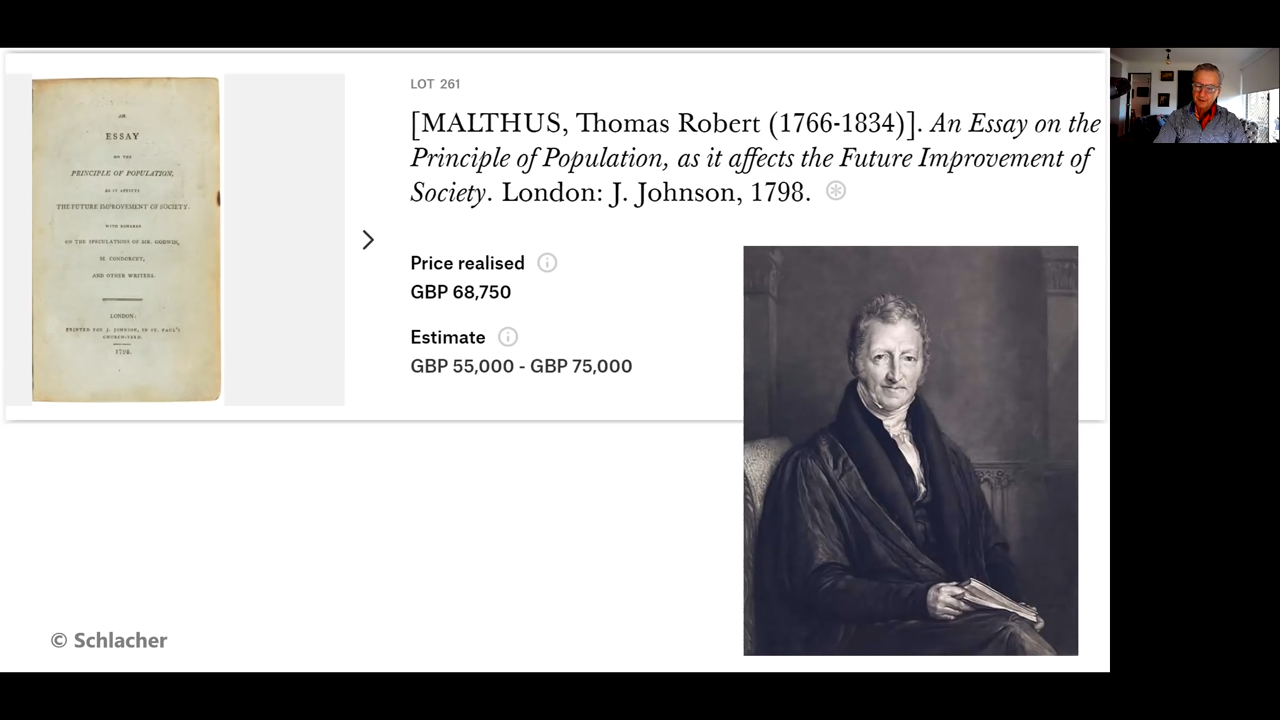 AN
ESSAY
ON THE
PRINCIPLE OF POPULATION,
AS IT AFFECTS
THE FUTURE IMPROVEMENT OF SOCIETY.
WITH REMARKS
ON THE SPECULATIONS OF MR. GODWIN,
M. CONDORCET,
AND OTHER WRITERS.
LONDON:
PRINTED FOR J. JOHNSON, IN ST. PAUL'S
CHURCH-YARD.
1798.
LOT 261
[MALTHUS, Thomas Robert (1766-1834)]. An Essay on the
Principle of Population, as it affects the Future Improvement of
Society. London: J. Johnson, 1798.
Price realised
GBP 68,750
Estimate
GBP 55,000 - GBP 75,000
© Schlacher